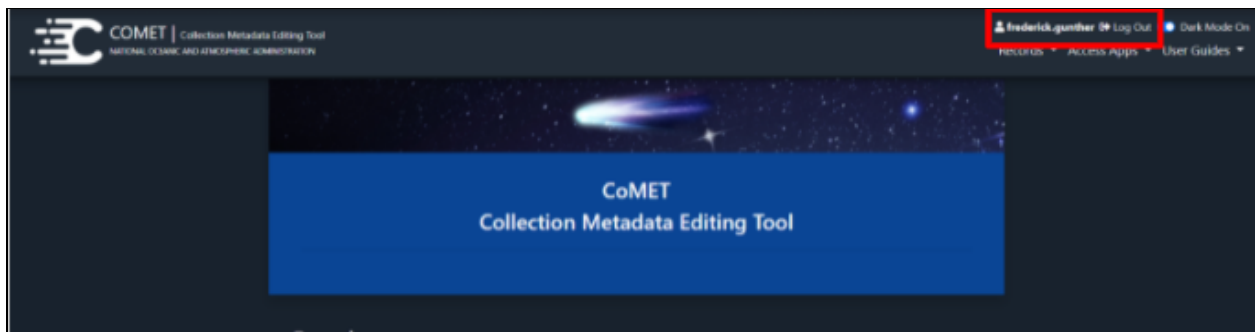 COMET | Collection Metadata Editing Tool
NATIONAL OCEANIC AND ATMOSPHERIC ADMINISTRATION
frederick.gunther Log Out Dark Mode On
Records Access Apps User Guides
CoMET
Collection Metadata Editing Tool